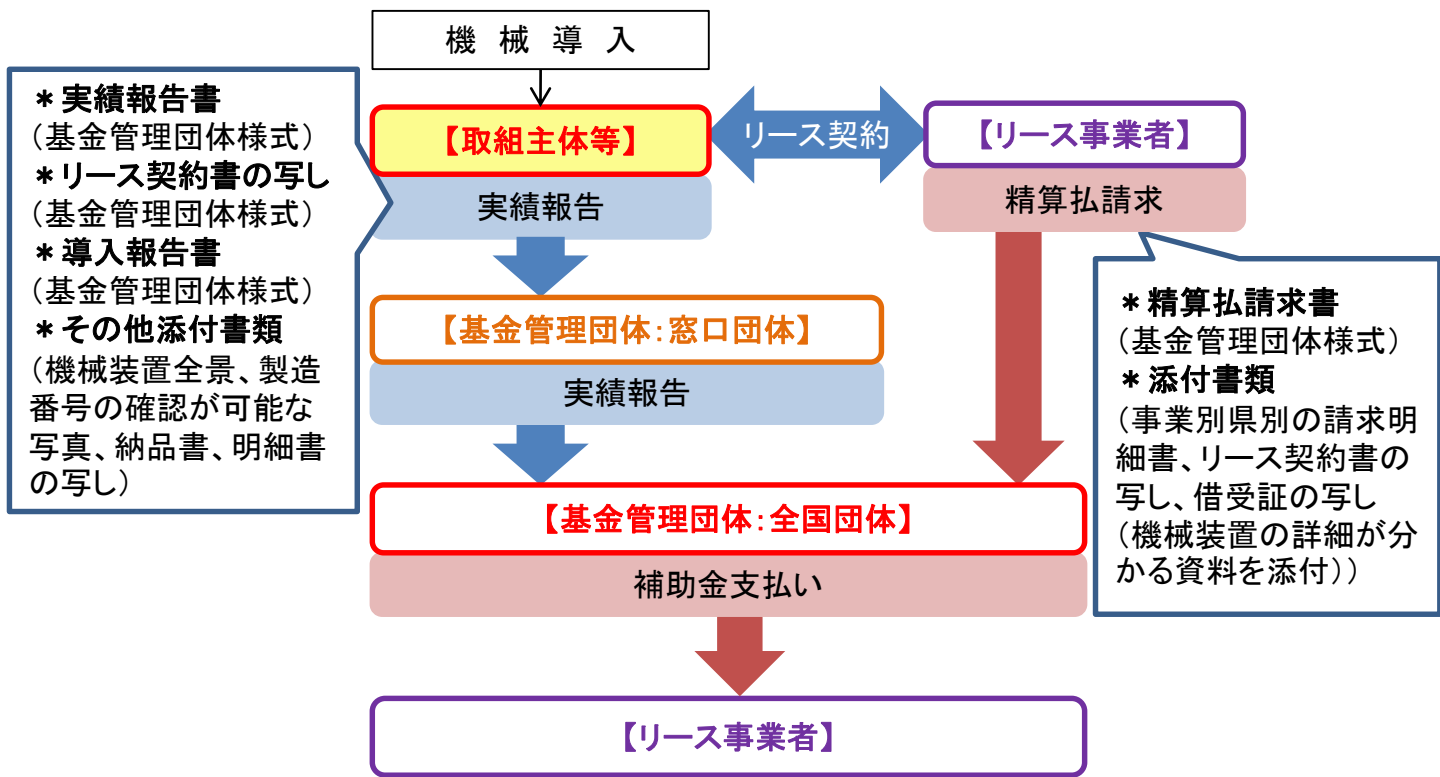 機械導入
＊実績報告書
(基金管理団体様式)
＊リース契約書の写し
(基金管理団体様式)
＊導入報告書
(基金管理団体様式)
＊その他添付書類
(機械装置全景、製造
番号の確認が可能な
写真、納品書、明細書
の写し)
【取組主体等】
リース契約
【リース事業者】
実績報告
精算払請求
【基金管理団体：窓口団体】
実績報告
＊精算払請求書
(基金管理団体様式)
＊添付書類
(事業別県別の請求明
細書、リース契約書の
写し、借受証の写し
(機械装置の詳細が分
かる資料を添付))
【基金管理団体：全国団体】
補助金支払い
【リース事業者】